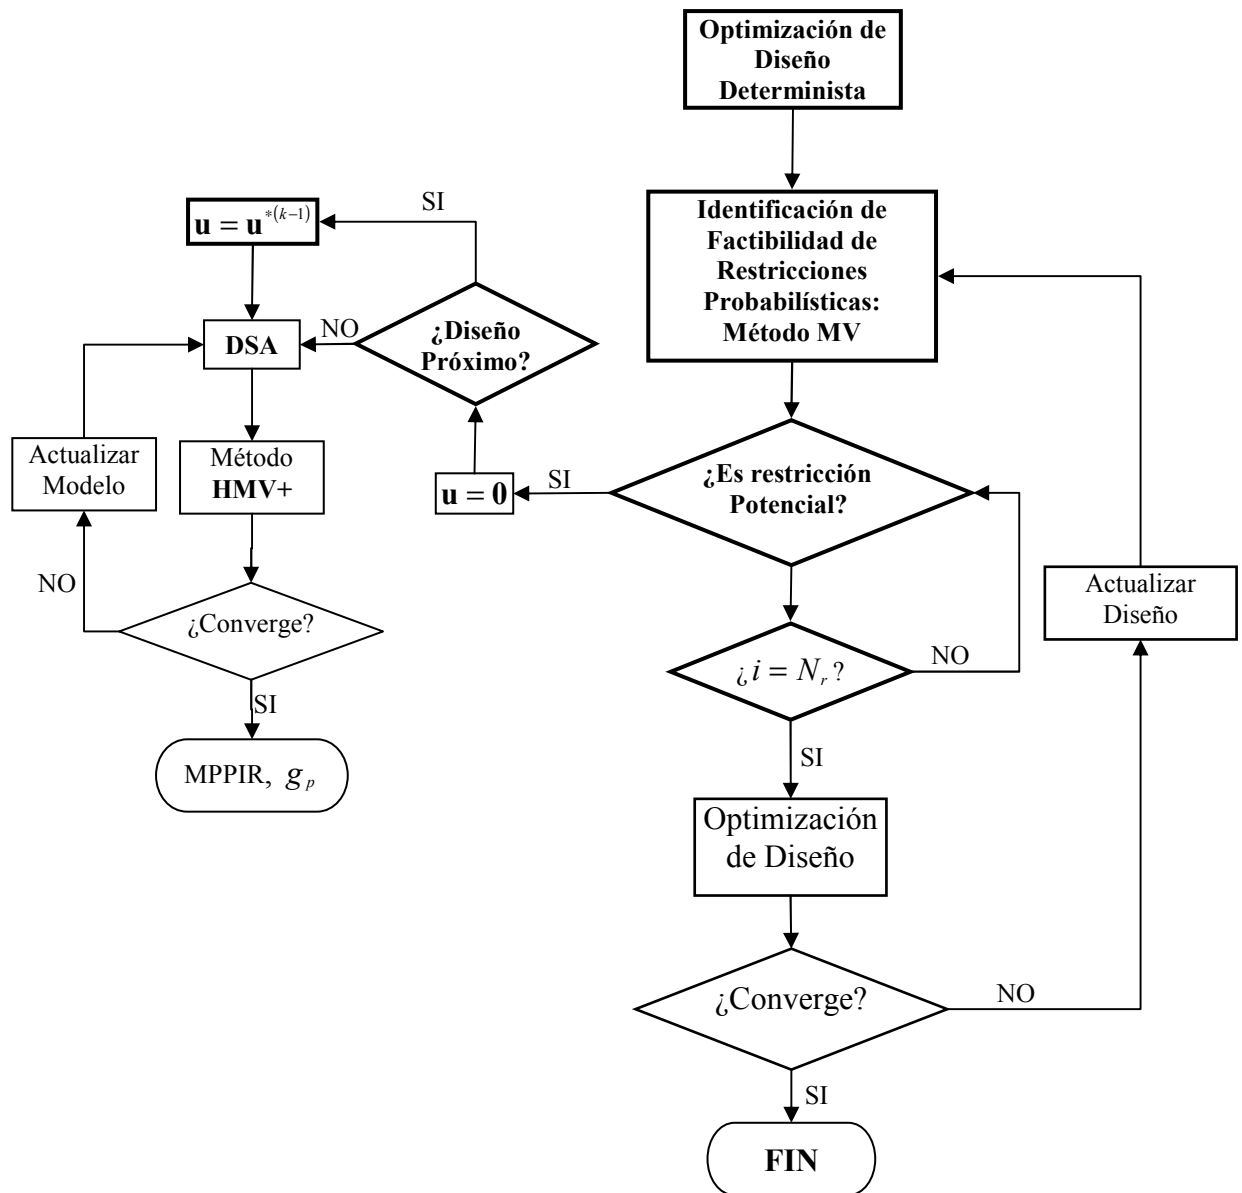 Optimización de
Diseño
Determinista
Identificación de
Factibilidad de
Restricciones
Probabilísticas:
Método MV
SI
u = u*(k−1)
NO
DSA
¿Diseño
Próximo?
Actualizar
Modelo
Método
HMV+
u = 0
SI
¿Es restricción
Potencial?
NO
¿Converge?
Actualizar
Diseño
¿i = Nr?
NO
SI
SI
MPPIR, gp
Optimización
de Diseño
¿Converge?
NO
SI
FIN